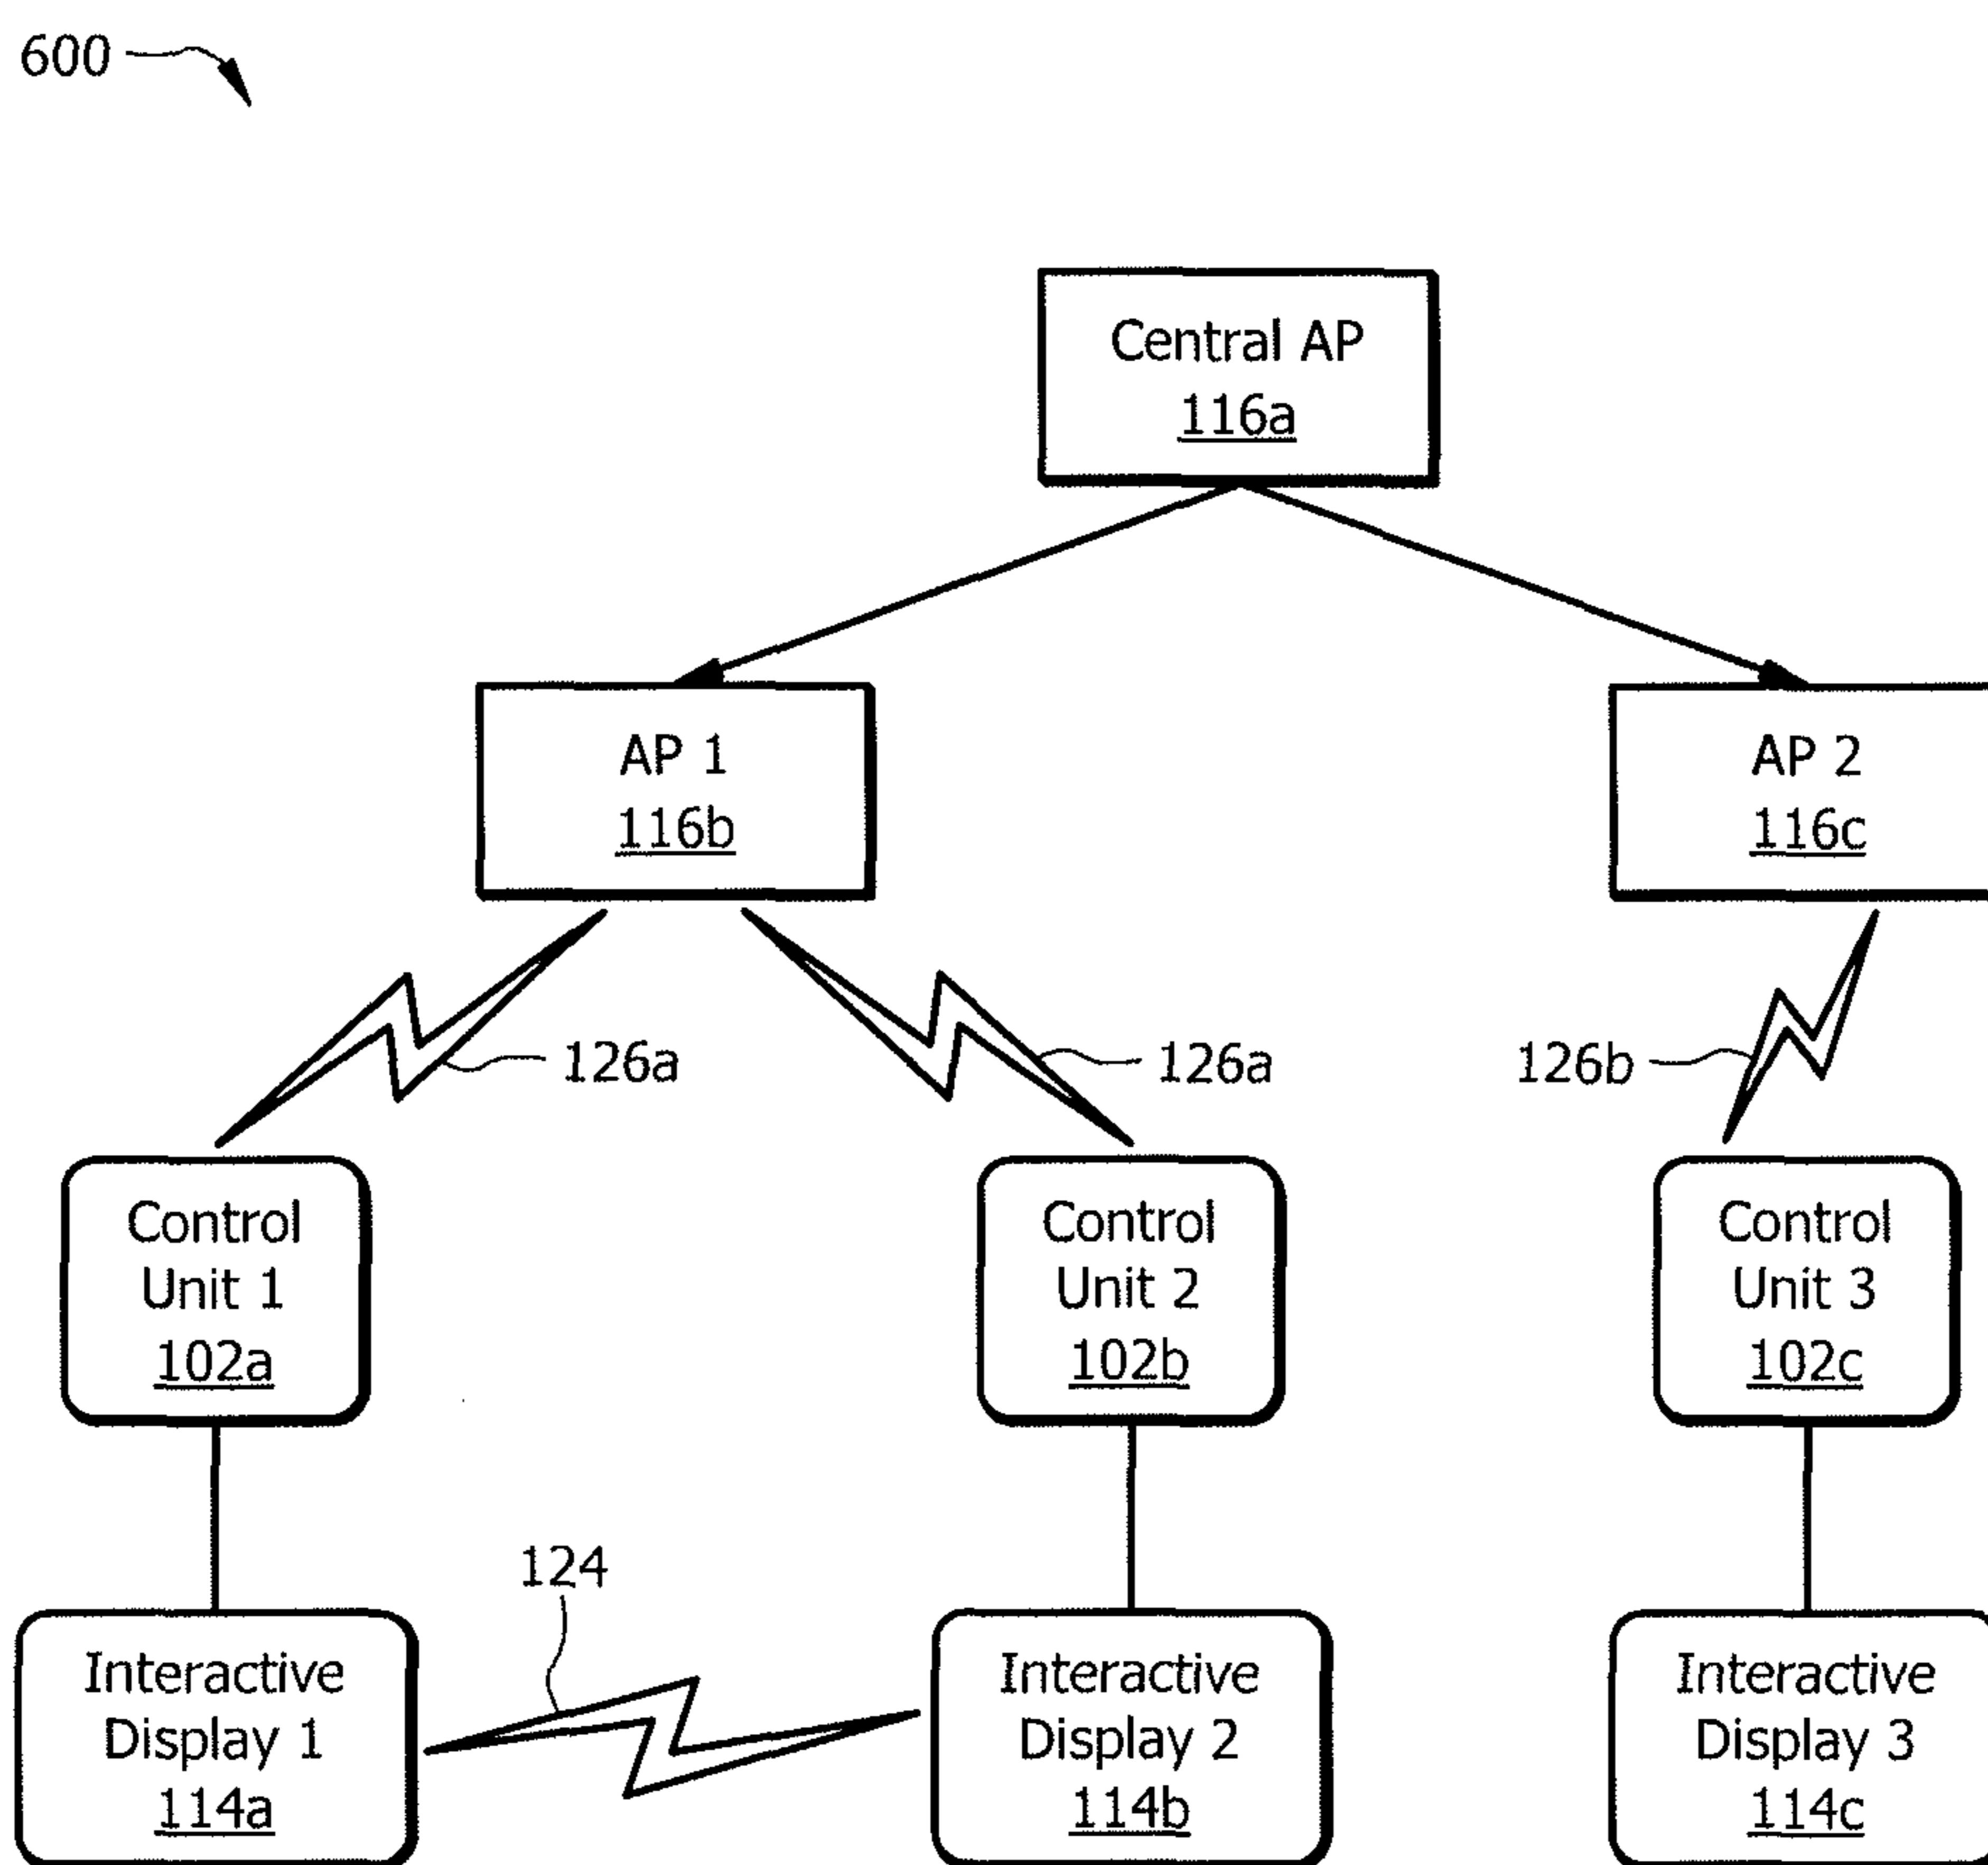 600
Central AP
116a
AP 1
116b
AP 2
116c
126a
126a
126b
Control
Unit 1
102a
Control
Unit 2
102b
Control
Unit 3
102c
124
Interactive
Display 1
114a
Interactive
Display 2
114b
Interactive
Display 3
114c